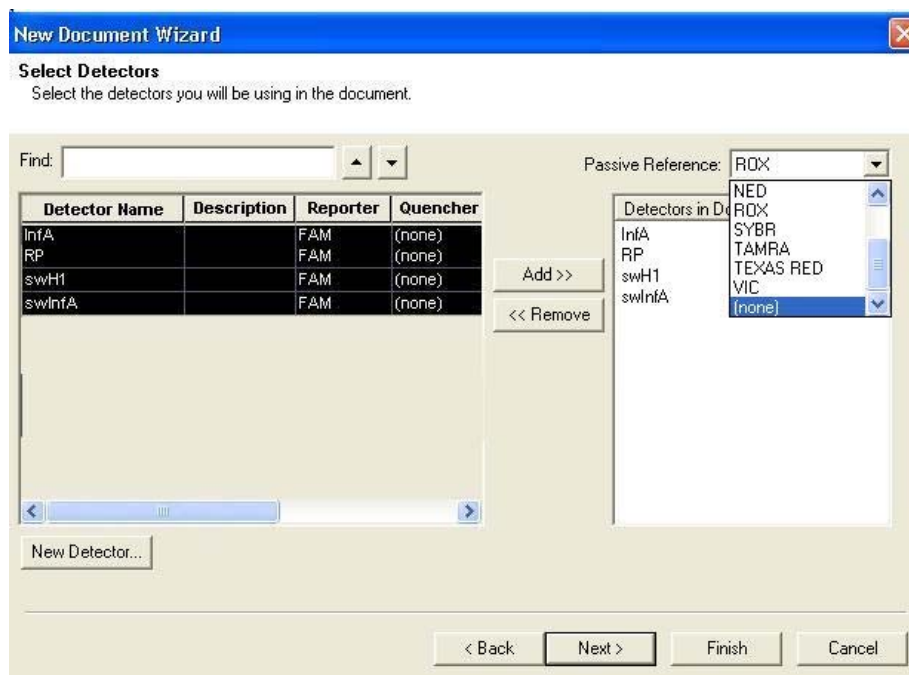 New Document Wizard
Select Detectors
Select the detectors you will be using in the document.
Find:
Passive Reference: ROX
NED
ROX
SYBR
TAMRA
TEXAS RED
VIC
(none)
Detector Name Description Reporter Quencher
InfA FAM (none)
RP FAM (none)
swH1 FAM (none)
swInfA FAM (none)
Add >>
<< Remove
Detectors in
InfA
RP
swH1
swInfA
New Detector...
< Back Next > Finish Cancel